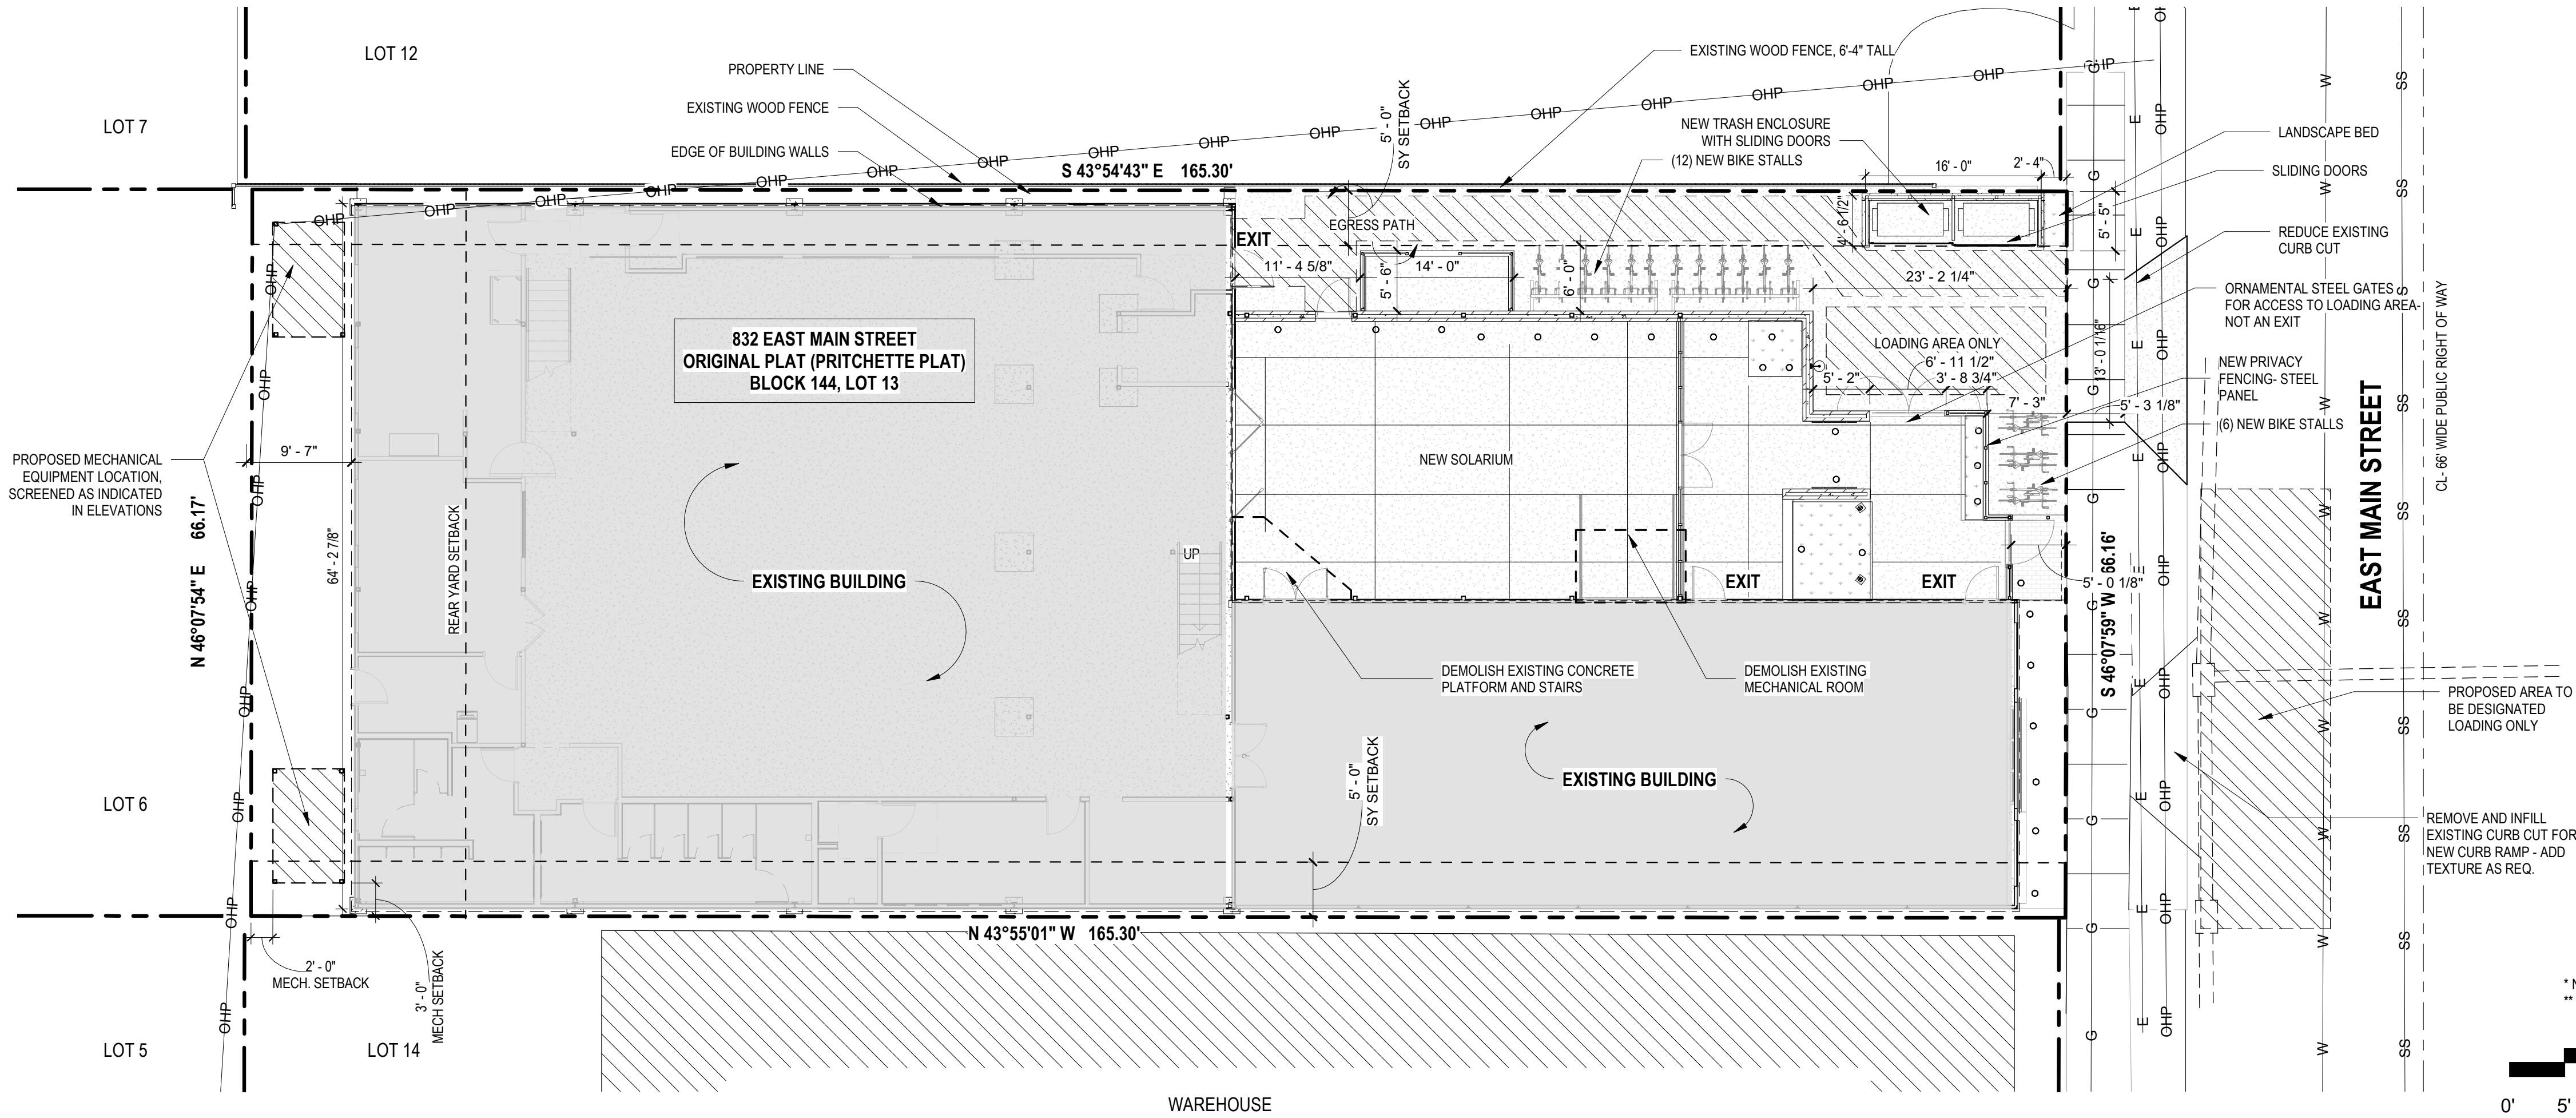 LOT 12
LOT 7
PROPERTY LINE
EXISTING WOOD FENCE
EDGE OF BUILDING WALLS
S 43°54'43" E 165.30'
5' - 0"
SY SETBACK
EXISTING WOOD FENCE, 6'-4" TALL
NEW TRASH ENCLOSURE
WITH SLIDING DOORS
(12) NEW BIKE STALLS
16' - 0"
2' - 4"
LANDSCAPE BED
SLIDING DOORS
REDUCE EXISTING
CURB CUT
ORNAMENTAL STEEL GATES
FOR ACCESS TO LOADING AREA-
NOT AN EXIT
NEW PRIVACY
FENCING- STEEL
PANEL
(6) NEW BIKE STALLS
EGRESS PATH
EXIT
11' - 4 5/8"
14' - 0"
5' - 6"
6' - 0"
4' - 6 1/2"
5' - 5"
23' - 2 1/4"
13' - 0 1/16"
LOADING AREA ONLY
6' - 11 1/2"
5' - 2"
3' - 8 3/4"
7' - 3"
5' - 3 1/8"
832 EAST MAIN STREET
ORIGINAL PLAT (PRITCHETTE PLAT)
BLOCK 144, LOT 13
NEW SOLARIUM
PROPOSED MECHANICAL
EQUIPMENT LOCATION,
SCREENED AS INDICATED
IN ELEVATIONS
9' - 7"
N 46°07'54" E 66.17'
64' - 2 7/8"
REAR YARD SETBACK
EXISTING BUILDING
UP
EXIT
EXIT
5' - 0 1/8"
S 46°07'59" W 66.16'
EAST MAIN STREET
CL- 66' WIDE PUBLIC RIGHT OF WAY
DEMOLISH EXISTING CONCRETE
PLATFORM AND STAIRS
DEMOLISH EXISTING
MECHANICAL ROOM
PROPOSED AREA TO
BE DESIGNATED
LOADING ONLY
5' - 0"
SY SETBACK
EXISTING BUILDING
REMOVE AND INFILL
EXISTING CURB CUT FOR
NEW CURB RAMP - ADD
TEXTURE AS REQ.
LOT 6
N 43°55'01" W 165.30'
2' - 0"
MECH. SETBACK
3' - 0"
MECH SETBACK
LOT 5
LOT 14
WAREHOUSE
OHP
G
E
W
SS
* N
**
0' 5'